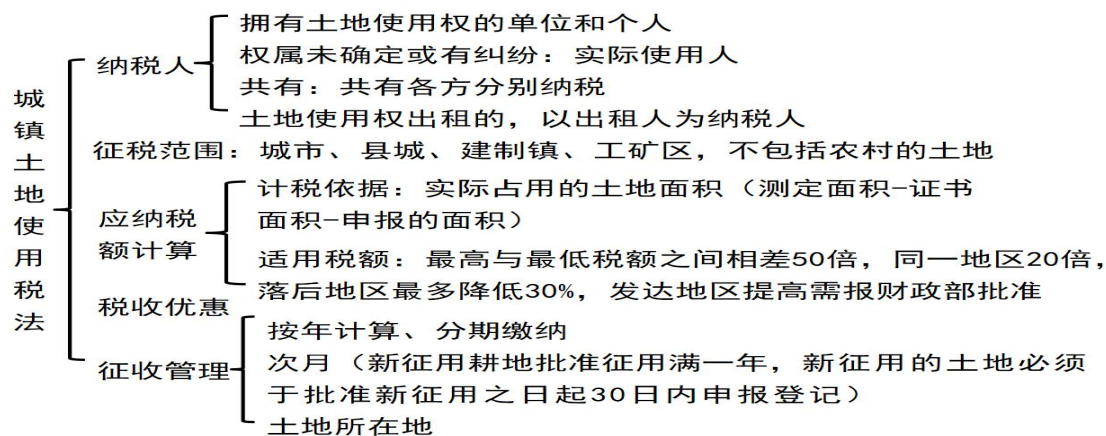 城镇土地使用税法
纳税人
拥有土地使用权的单位和个人
权属未确定或有纠纷：实际使用人
共有：共有各方分别纳税
土地使用权出租的，以出租人为纳税人
征税范围：城市、县城、建制镇、工矿区，不包括农村的土地
应纳税
额计算
计税依据：实际占用的土地面积（测定面积-证书
面积-申报的面积）
适用税额：最高与最低税额之间相差50倍，同一地区20倍，
落后地区最多降低30%，发达地区提高需报财政部批准
税收优惠
征收管理
按年计算、分期缴纳
次月（新征用耕地批准征用满一年，新征用的土地必须
于批准新征用之日起30日内申报登记）
土地所在地